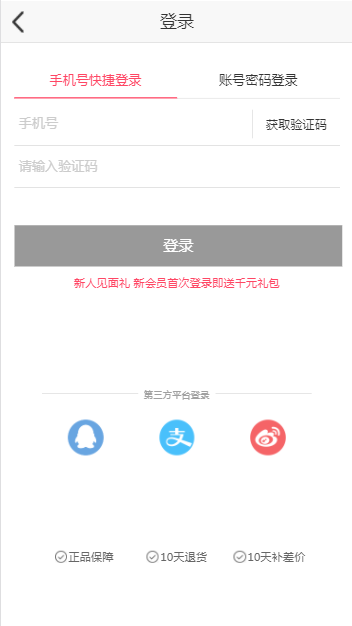 登录
手机号快捷登录 账号密码登录
手机号 获取验证码
请输入验证码
登录
新人见面礼 新会员首次登录即送千元礼包
第三方平台登录
支
正品保障 10天退货 10天补差价